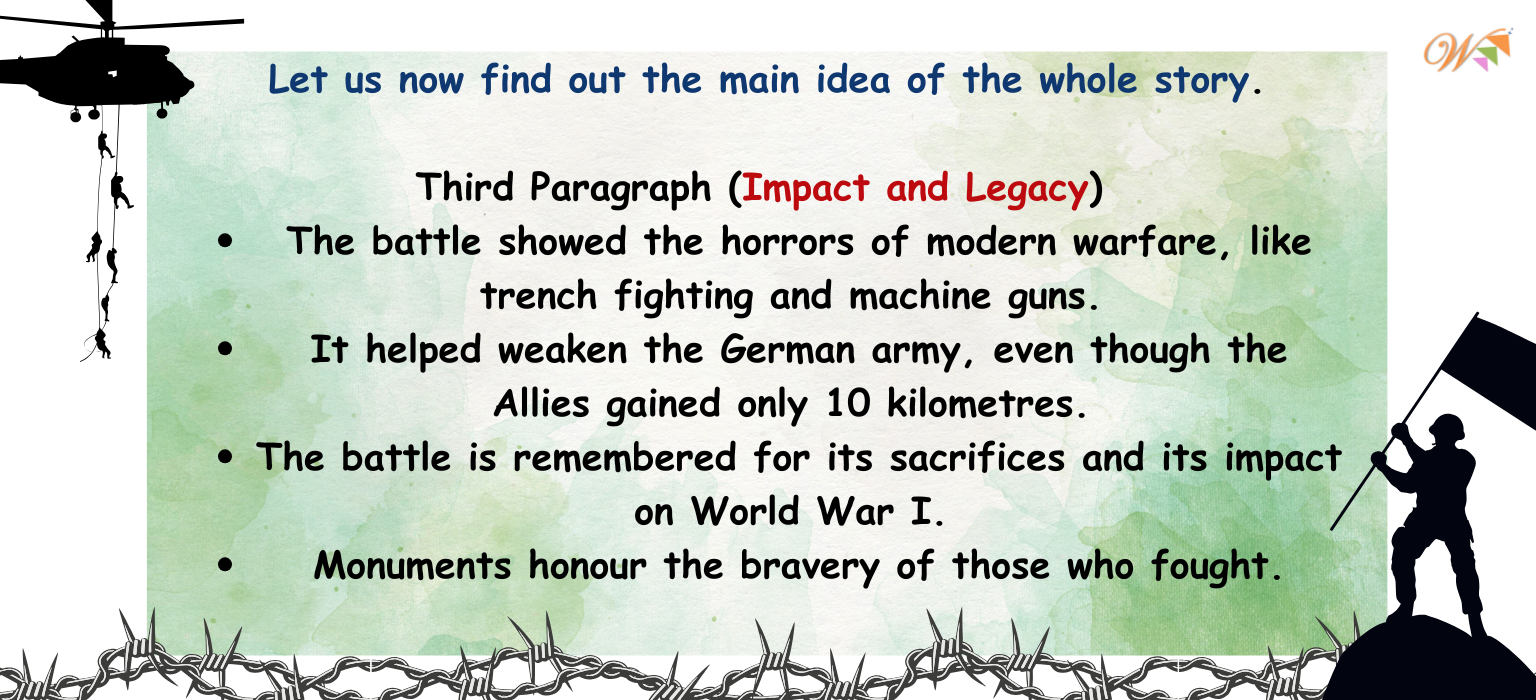 Let us now find out the main idea of the whole story.
Third Paragraph (Impact and Legacy)
• The battle showed the horrors of modern warfare, like
trench fighting and machine guns.
• It helped weaken the German army, even though the
Allies gained only 10 kilometres.
• The battle is remembered for its sacrifices and its impact
on World War I.
• Monuments honour the bravery of those who fought.
W